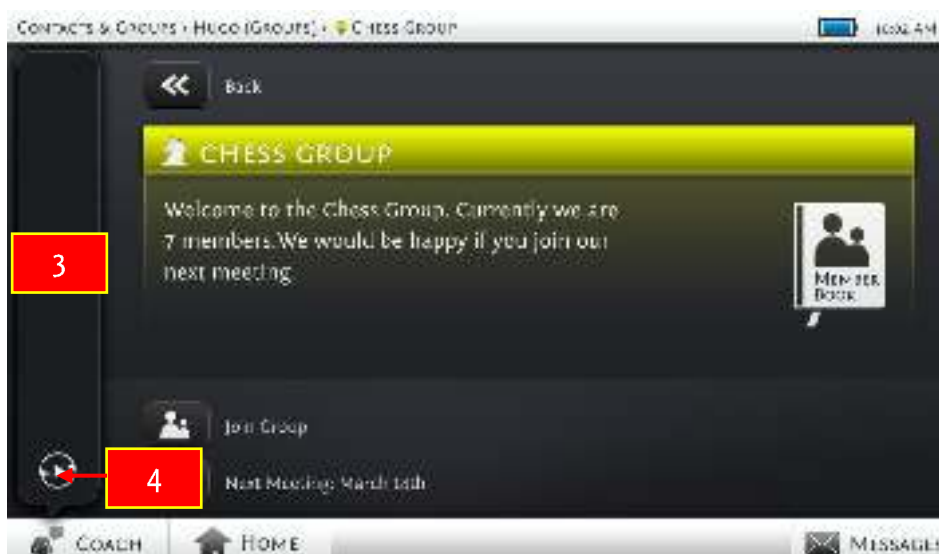 CONTACTS & GROUPS › HUGO (GROUPS) › CHESS GROUP
AM
Back
CHESS GROUP
Welcome to the Chess Group. Currently we are
7 members. We would be happy if you join our
next meeting
MEMBER
BOOK
3
Join Group
4
Next Meeting: March
COACH
HOME
MESSAGES